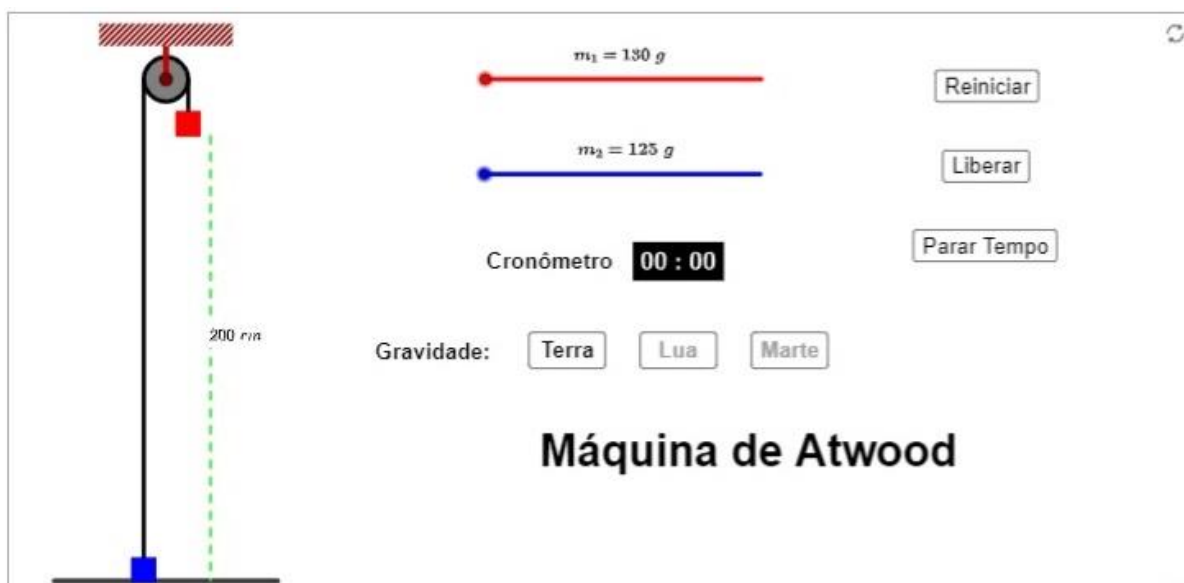 m₁ = 130 g
Reiniciar
m₂ = 125 g
Liberar
Parar Tempo
Cronômetro 00 : 00
200 cm
Gravidade: Terra Lua Marte
Máquina de Atwood